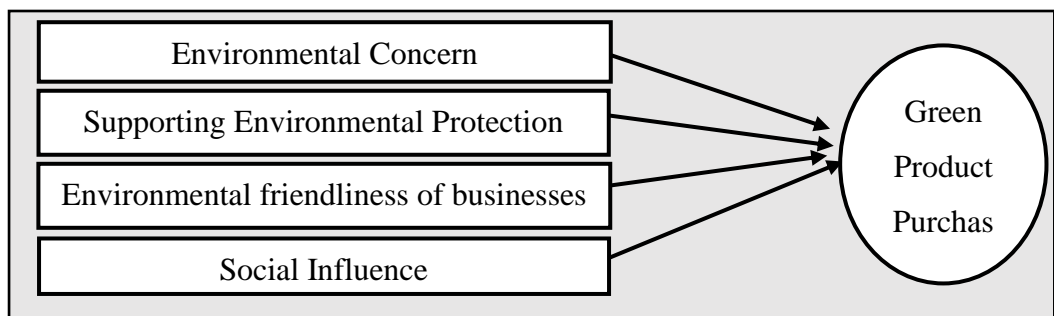 Environmental Concern
Supporting Environmental Protection
Environmental friendliness of businesses
Social Influence
Green
Product
Purchas